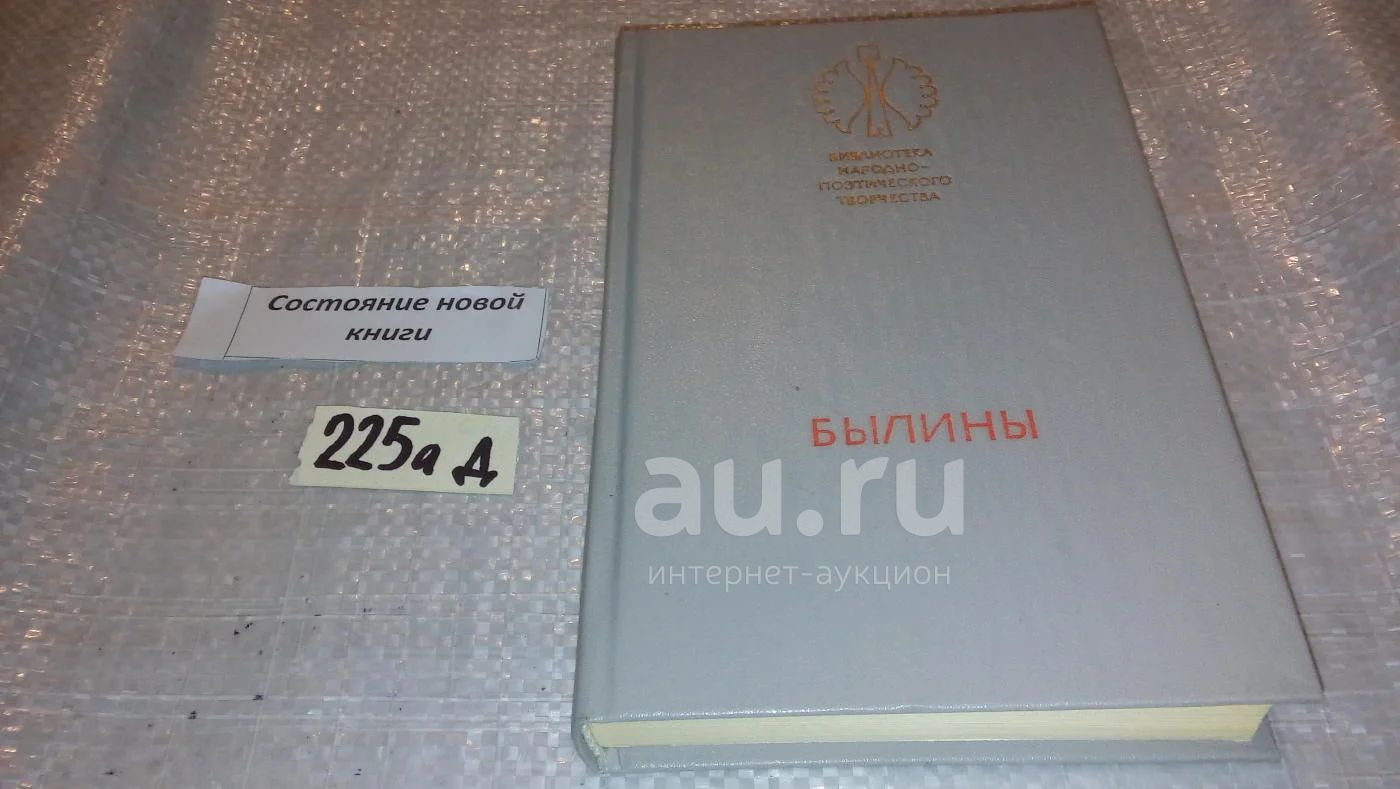 БИБЛИОТЕКА
НАРОДНО-
ПОЭТИЧЕСКОГО
ТВОРЧЕСТВА
Состояние новой
книги
225а Д
БЫЛИНЫ
au.ru
интернет-аукцион